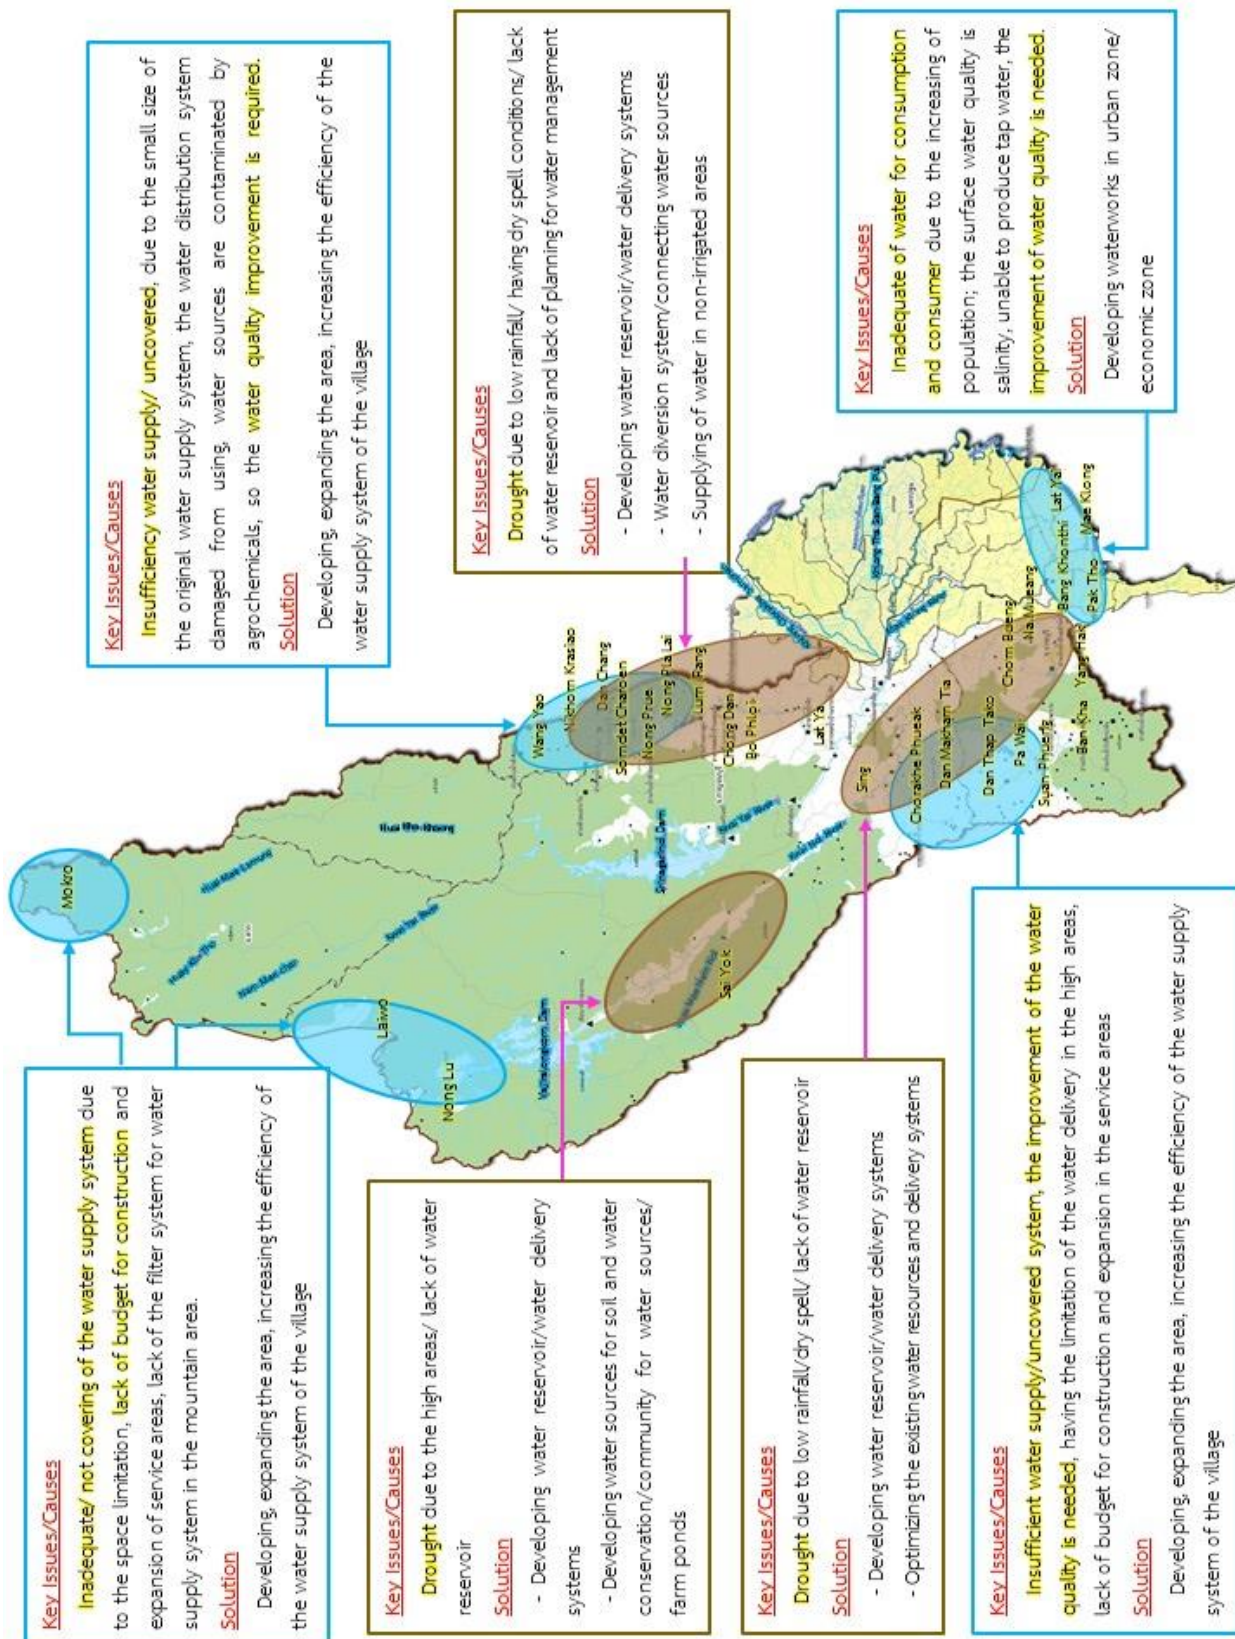 Key Issues/Causes
Inadequate/ not covering of the water supply system due
to the space limitation, lack of budget for construction and
expansion of service areas, lack of the filter system for water
supply system in the mountain area.
Solution
Developing, expanding the area, increasing the efficiency of
the water supply system of the village
Key Issues/Causes
Drought due to the high areas/ lack of water
reservoir
Solution
- Developing water reservoir/water delivery
systems
- Developing water sources for soil and water
conservation/community for water sources/
farm ponds
Key Issues/Causes
Drought due to low rainfall/dry spell/ lack of water reservoir
Solution
- Developing water reservoir/water delivery systems
- Optimizing the existing water resources and delivery systems
Key Issues/Causes
Insufficient water supply/uncovered system, the improvement of the water
quality is needed, having the limitation of the water delivery in the high areas,
lack of budget for construction and expansion in the service areas
Solution
Developing, expanding the area, increasing the efficiency of the water supply
system of the village
Mokro
Laiwo
Nong Lu
Vachiralongkorn Dam
Srinagarind Dam
Sai Yok
Wang Yao
Nichom Krasiao
Dan Chang
Somdet Charoen
Nong Prue
Nong Pla Lai
Lum Rang
Chong Dan
Bo Phloi
Lat Ya
Sing
Chorakhe Phueak
Dan Makham Tia
Dan Thap Tako
Chom Bueng
Pa Wai
Suan Phueng
Ban Kha
Yang Hak
Na Mueang
Pak Tho
Bang Khonthi
Lat Yai
Mae Klong
Key Issues/Causes
Insufficiency water supply/ uncovered, due to the small size of
the original water supply system, the water distribution system
damaged from using, water sources are contaminated by
agrochemicals, so the water quality improvement is required.
Solution
Developing, expanding the area, increasing the efficiency of the
water supply system of the village
Key Issues/Causes
Drought due to low rainfall/ having dry spell conditions/ lack
of water reservoir and lack of planning for water management
Solution
- Developing water reservoir/water delivery systems
- Water diversion system/connecting water sources
- Supplying of water in non-irrigated areas
Key Issues/Causes
Inadequate of water for consumption
and consumer due to the increasing of
population; the surface water quality is
salinity, unable to produce tap water, the
improvement of water quality is needed.
Solution
Developing waterworks in urban zone/
economic zone